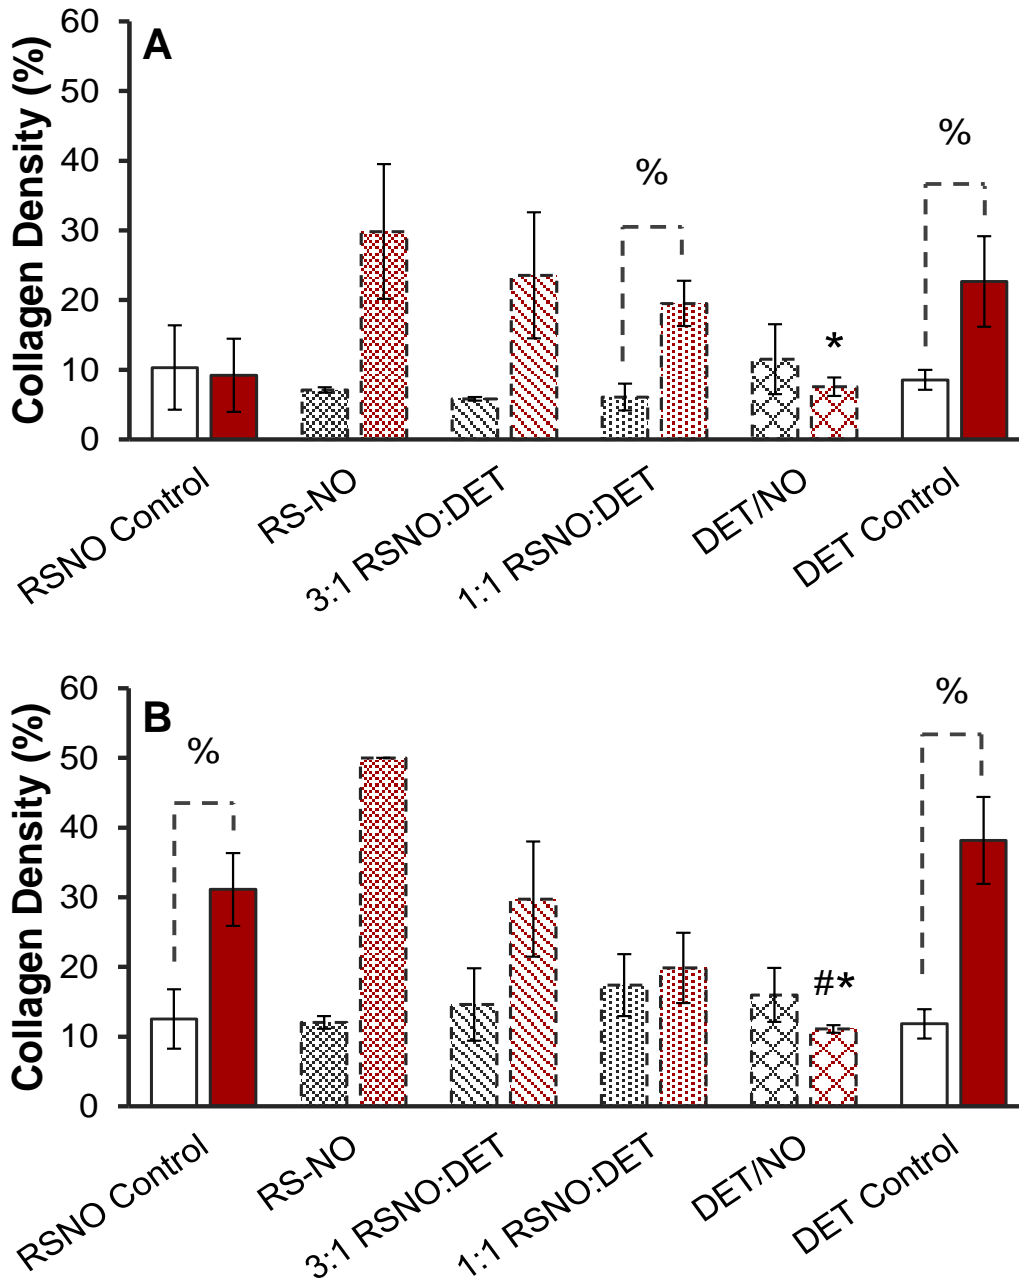 A
Collagen Density (%)
60
50
40
30
20
10
0
%
%
*
RSNO Control
RS-NO
3:1 RSNO:DET
1:1 RSNO:DET
DET/NO
DET Control
B
Collagen Density (%)
60
50
40
30
20
10
0
%
%
#*
RSNO Control
RS-NO
3:1 RSNO:DET
1:1 RSNO:DET
DET/NO
DET Control